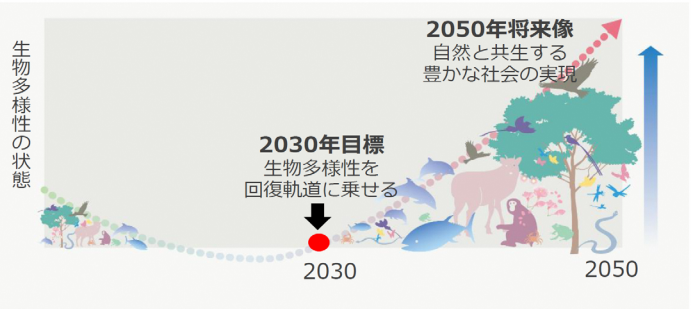 生物多様性の状態
2050年将来像
自然と共生する
豊かな社会の実現
2030年目標
生物多様性を
回復軌道に乗せる
2030
2050